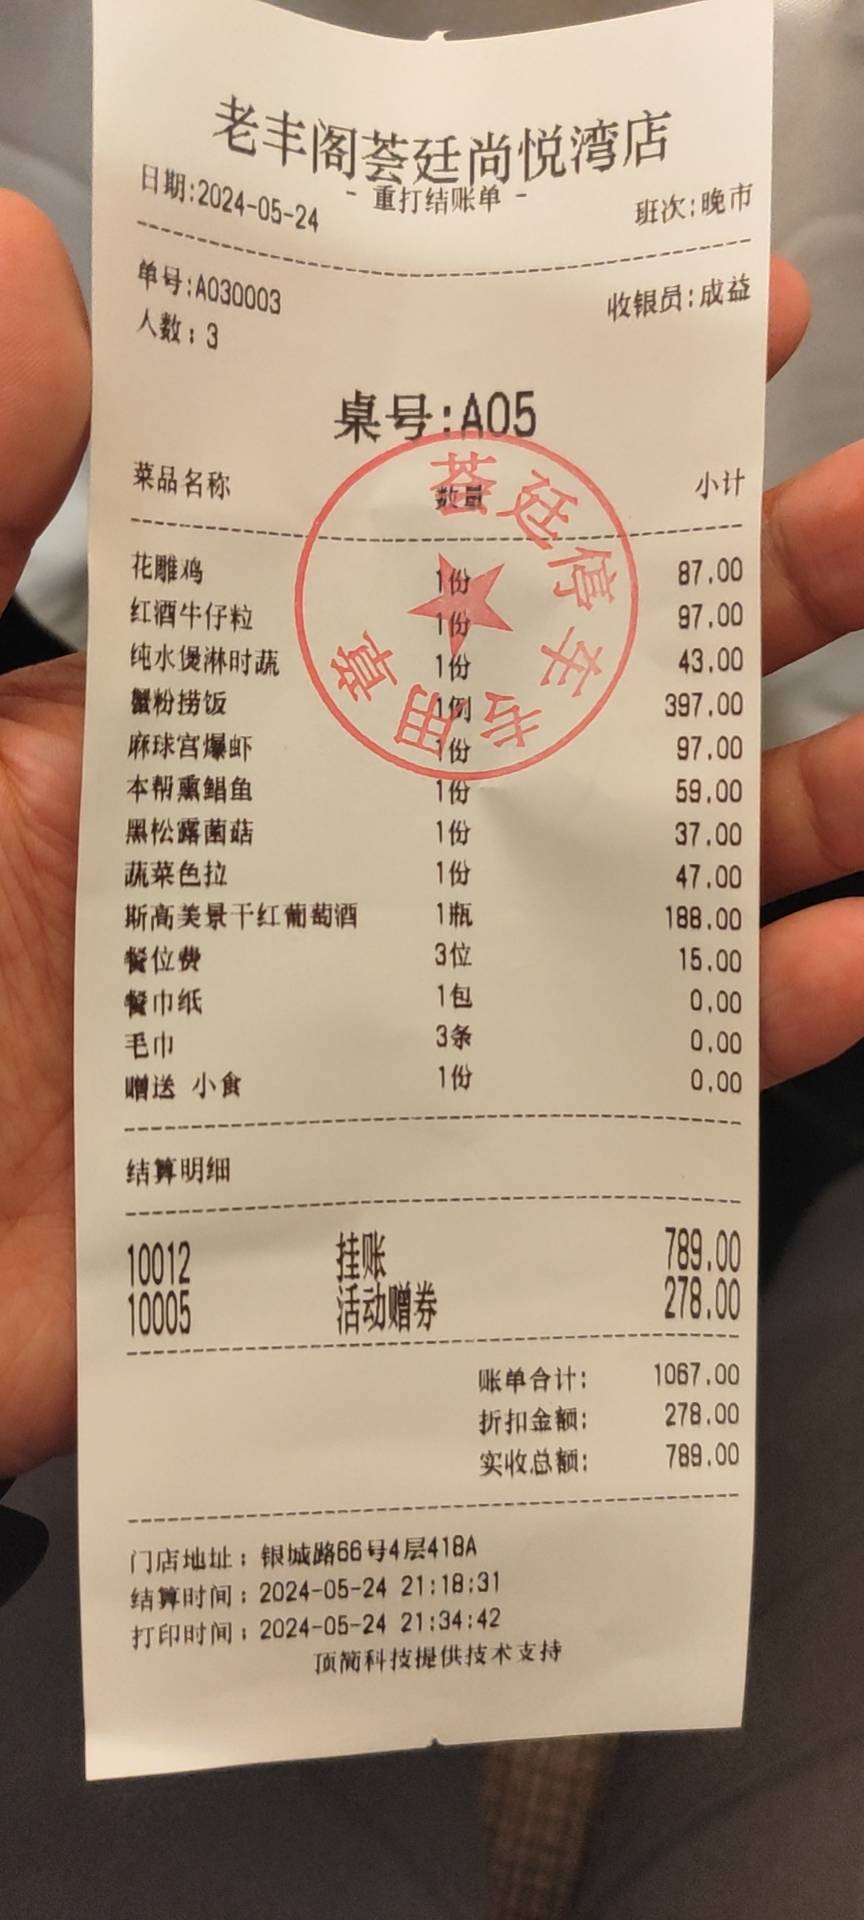 老丰阁荟廷尚悦湾店
- 重打结账单 -
日期:2024-05-24 班次:晚市
单号:A030003 收银员:成益
人数：3
桌号:A05
菜品名称 数量 小计
花雕鸡 1份 87.00
红酒牛仔粒 1份 97.00
纯水煲淋时蔬 1份 43.00
蟹粉捞饭 1例 397.00
麻球宫爆虾 1份 97.00
本帮熏鲳鱼 1份 59.00
黑松露菌菇 1份 37.00
蔬菜色拉 1份 47.00
斯高美景干红葡萄酒 1瓶 188.00
餐位费 3位 15.00
餐巾纸 1包 0.00
毛巾 3条 0.00
赠送 小食 1份 0.00
结算明细
10012 挂账 789.00
10005 活动赠券 278.00
账单合计: 1067.00
折扣金额: 278.00
实收总额: 789.00
门店地址：银城路66号4层418A
结算时间：2024-05-24 21:18:31
打印时间：2024-05-24 21:34:42
顶简科技提供技术支持
荟廷停车专用章